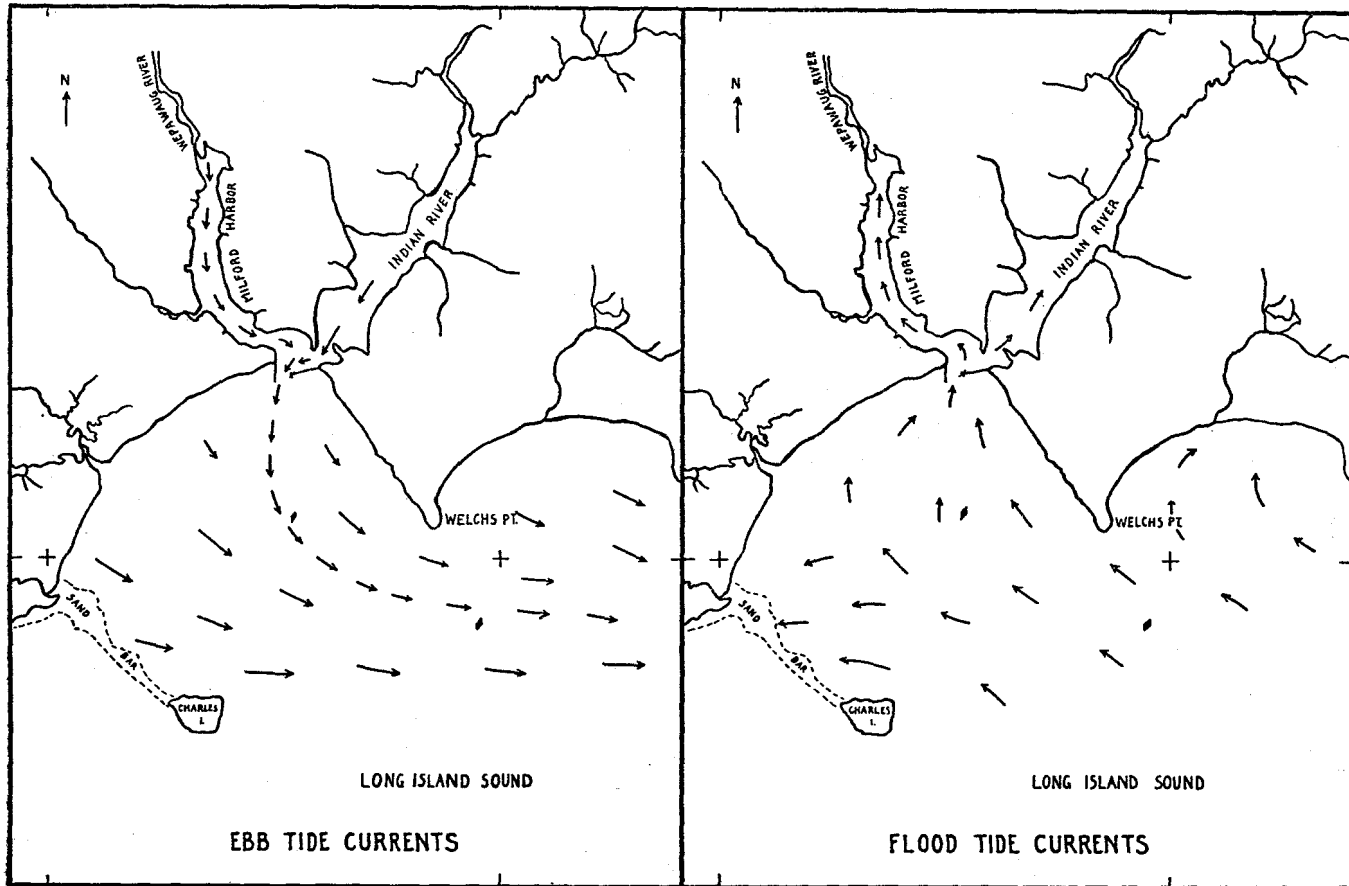 N
WEPAWAUG RIVER
MILFORD HARBOR
INDIAN RIVER
WELCHS PT.
SAND
BAR
CHARLES
I.
LONG ISLAND SOUND
EBB TIDE CURRENTS
N
WEPAWAUG RIVER
MILFORD HARBOR
INDIAN RIVER
WELCHS PT.
SAND
BAR
CHARLES
I.
LONG ISLAND SOUND
FLOOD TIDE CURRENTS